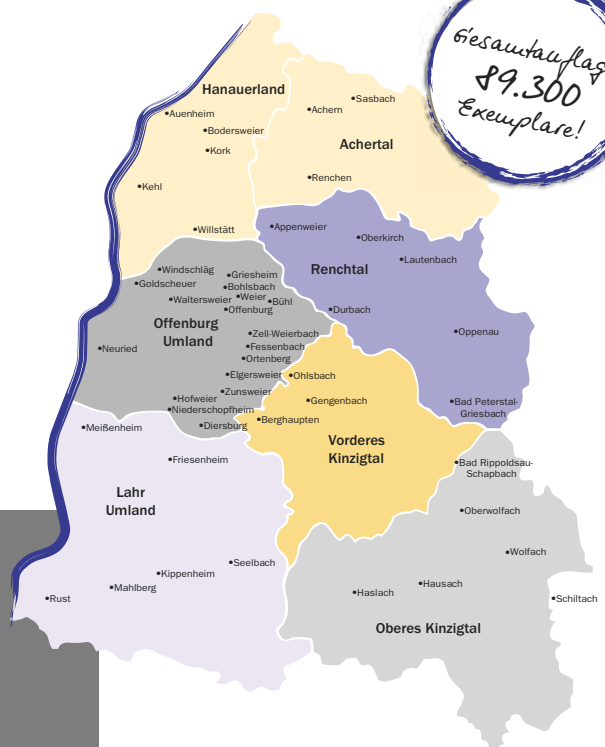 Gesamtauflag
89.300
Exemplare!
Hanauerland
•Auenheim
•Bodersweier
•Kork
•Kehl
•Willstätt
•Sasbach
•Achern
Achertal
•Renchen
•Appenweier
•Oberkirch
•Lautenbach
Renchtal
•Durbach
•Oppenau
•Bad Peterstal-
Griesbach
•Windschläg
•Goldscheuer
•Griesheim
•Bohlsbach
•Waltersweier
•Weier
•Bühl
•Offenburg
Offenburg
Umland
•Neuried
•Zell-Weierbach
•Fessenbach
•Ortenberg
•Elgersweier
•Zunsweier
•Hofweier
•Niederschopfheim
•Diersburg
•Ohlsbach
•Gengenbach
•Berghaupten
Vorderes
Kinzigtal
•Meißenheim
•Friesenheim
Lahr
Umland
•Seelbach
•Kippenheim
•Mahlberg
•Rust
•Bad Rippoldsau-
Schapbach
•Oberwolfach
•Wolfach
•Hausach
•Haslach
•Schiltach
Oberes Kinzigtal